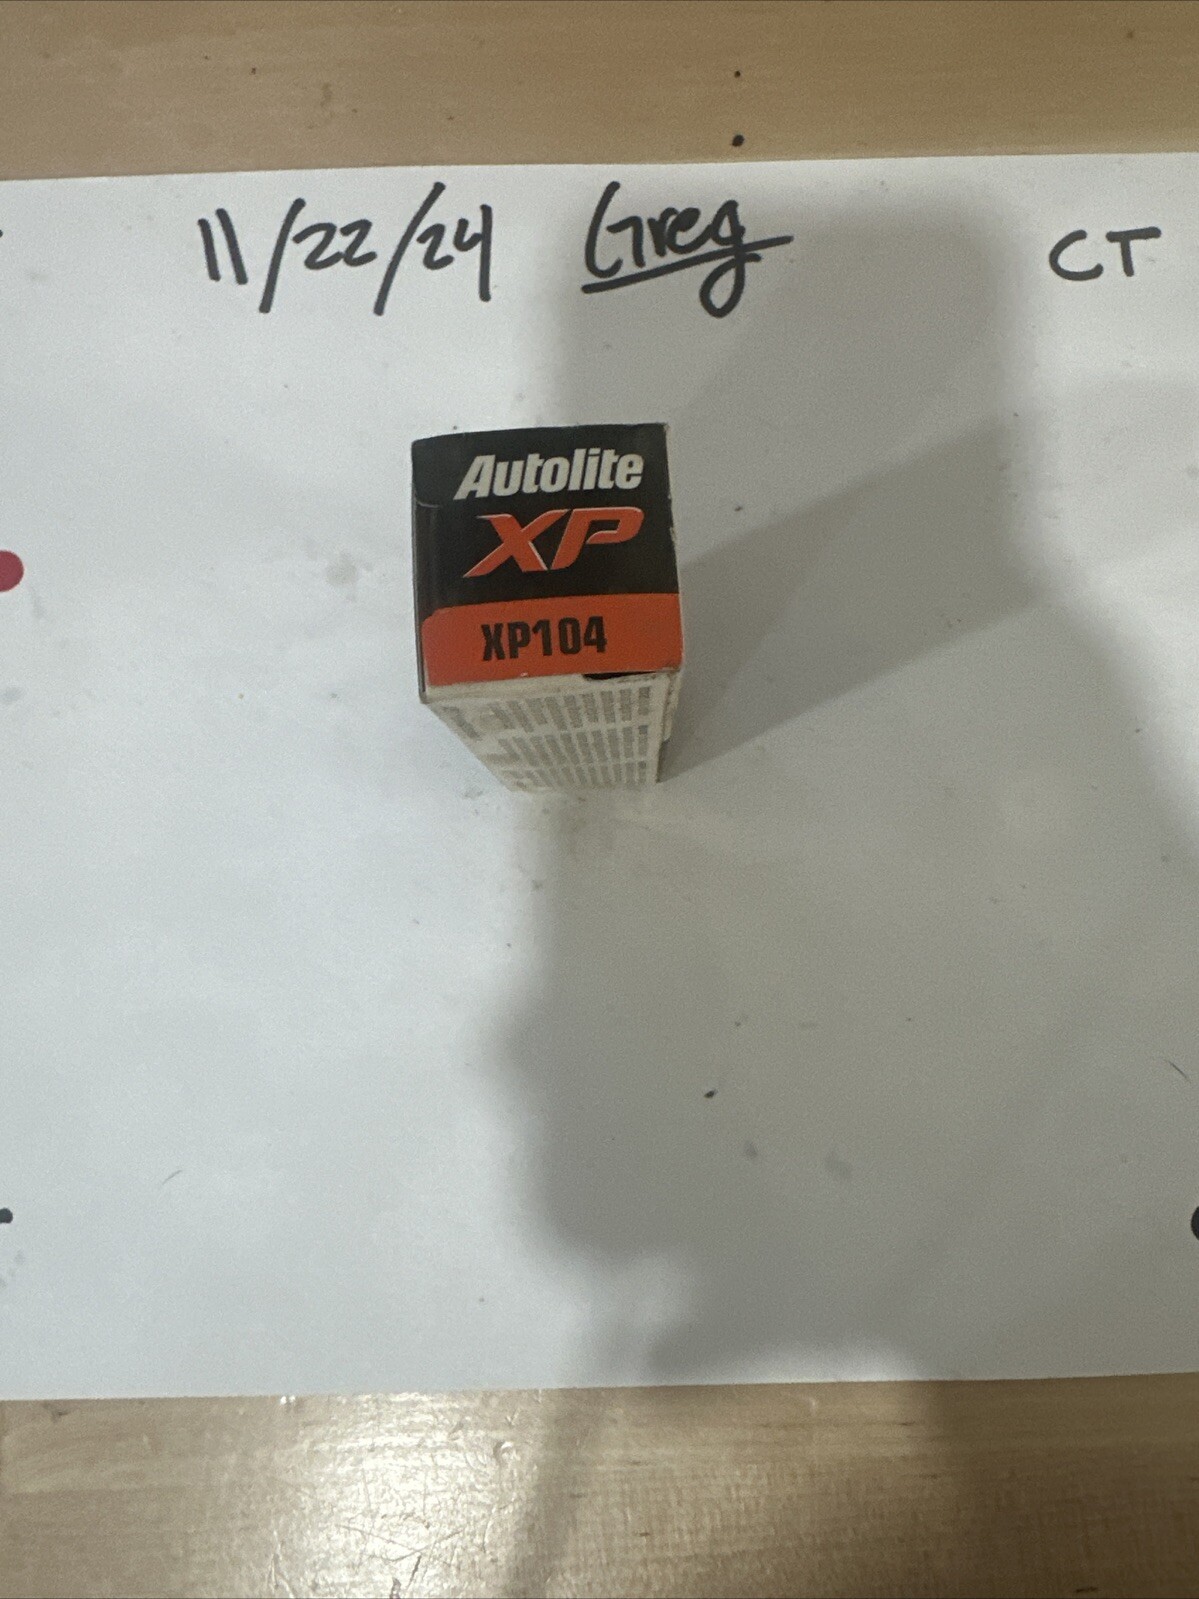 11/22/24 Greg CT
Autolite
XP
XP104